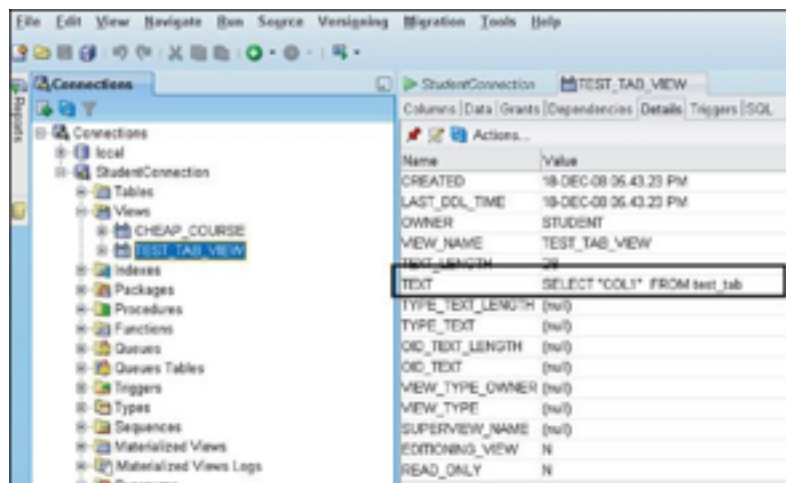 File Edit View Navigate Run Source Versioning Migration Tools Help
Connections
Reports
Connections
local
StudentConnection
Tables
Views
CHEAP_COURSE
TEST_TAB_VIEW
Indexes
Packages
Procedures
Functions
Queues
Queues Tables
Triggers
Types
Sequences
Materialized Views
Materialized Views Logs
StudentConnection TEST_TAB_VIEW
Columns Data Grants Dependencies Details Triggers SQL
Actions...
Name Value
CREATED 18-DEC-08 06.43.23 PM
LAST_DDL_TIME 18-DEC-08 06.43.23 PM
OWNER STUDENT
VIEW_NAME TEST_TAB_VIEW
TEXT_LENGTH
TEXT SELECT "COL1" FROM test_tab
TYPE_TEXT_LENGTH (null)
TYPE_TEXT (null)
OID_TEXT_LENGTH (null)
OID_TEXT (null)
VIEW_TYPE_OWNER (null)
VIEW_TYPE (null)
SUPERVIEW_NAME (null)
EDITIONING_VIEW N
READ_ONLY N